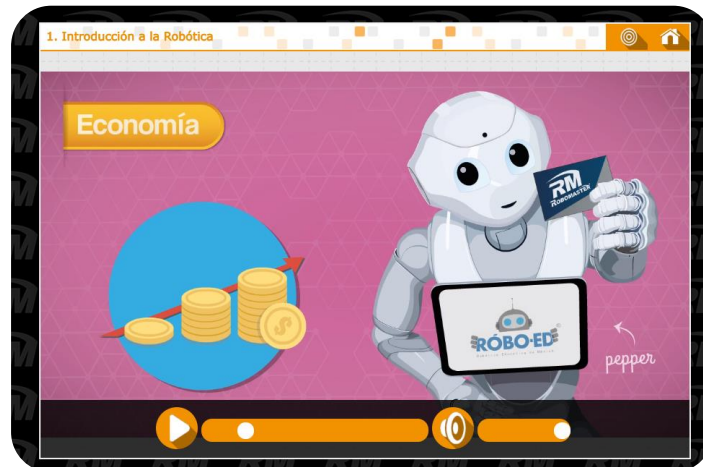 1. Introducción a la Robótica
Economía
RM
ROBOMASTER
RÓBO-ED
pepper